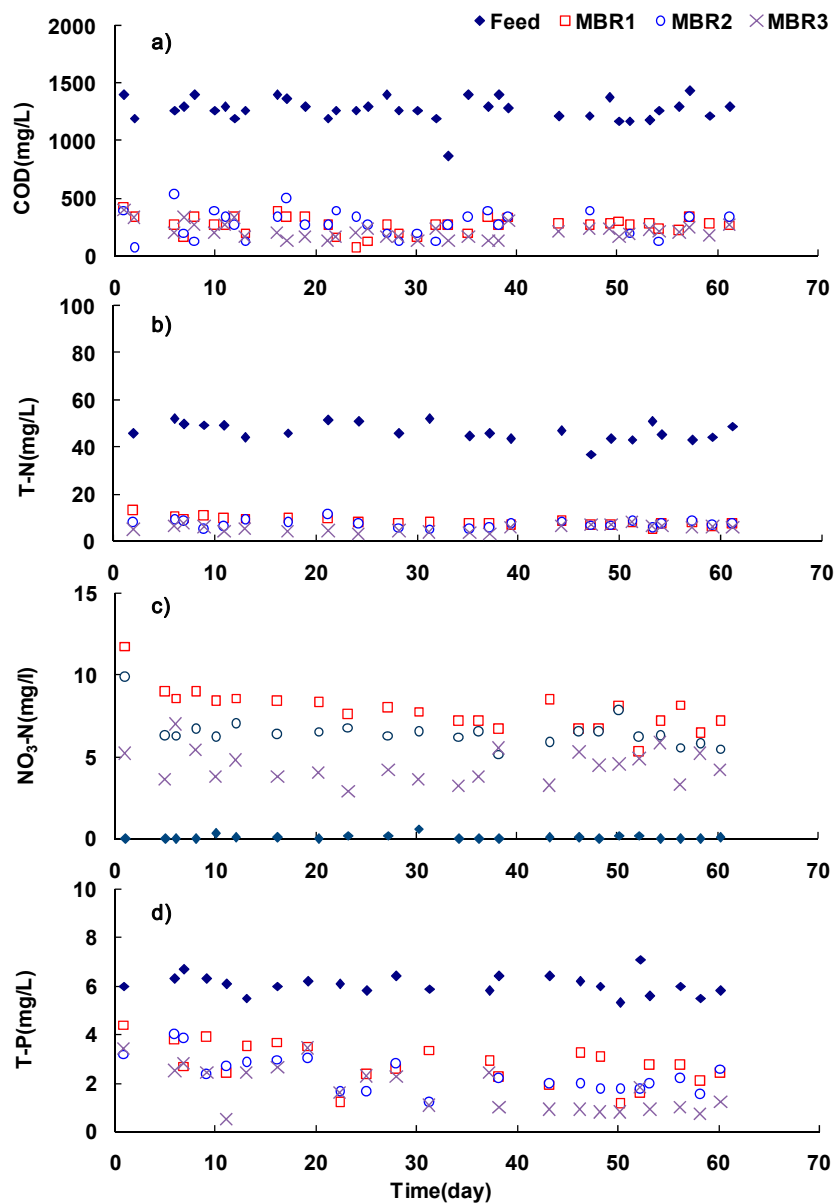 Feed MBR1 MBR2 MBR3
a)
COD(mg/L)
2000
1500
1000
500
0
0 10 20 30 40 50 60 70
b)
T-N(mg/L)
100
80
60
40
20
0
0 10 20 30 40 50 60 70
c)
NO₃-N(mg/l)
15
10
5
0
0 10 20 30 40 50 60 70
d)
T-P(mg/L)
10
8
6
4
2
0
0 10 20 30 40 50 60 70
Time(day)